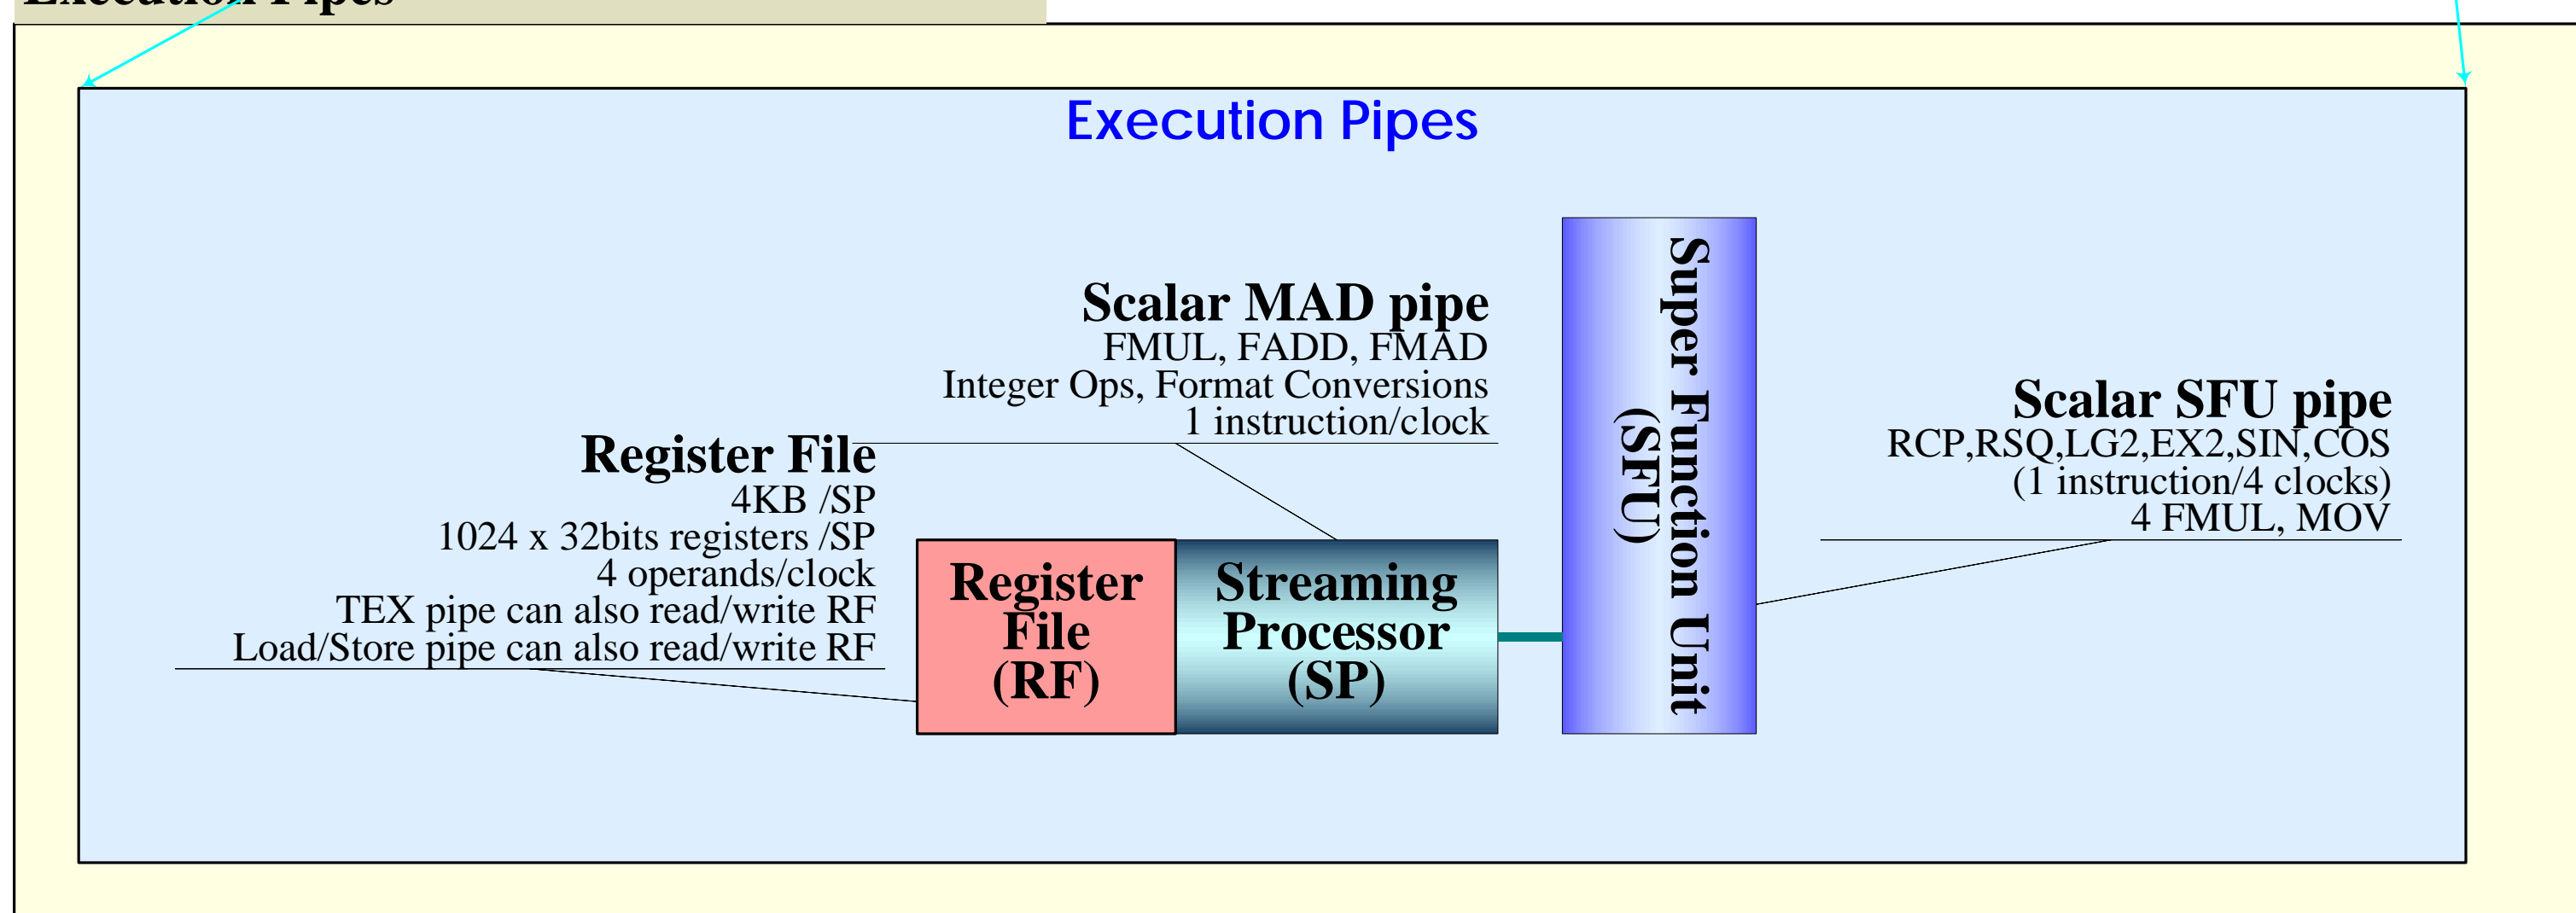 Execution Pipes
Execution Pipes
Scalar MAD pipe
FMUL, FADD, FMAD
Integer Ops, Format Conversions
1 instruction/clock
Register File
4KB /SP
1024 x 32bits registers /SP
4 operands/clock
TEX pipe can also read/write RF
Load/Store pipe can also read/write RF
Register
File
(RF)
Streaming
Processor
(SP)
Super Function Unit
(SFU)
Scalar SFU pipe
RCP,RSQ,LG2,EX2,SIN,COS
(1 instruction/4 clocks)
4 FMUL, MOV